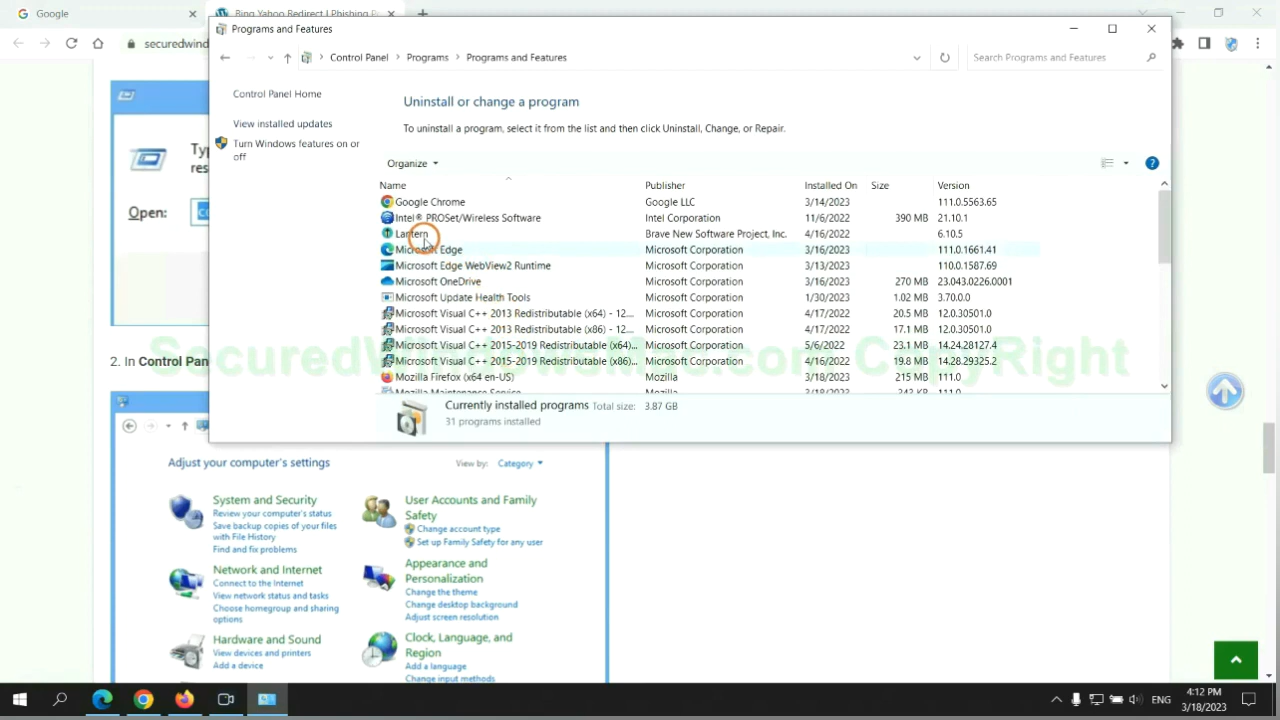 Google
Bing Yahoo Redirect | Phishing
securedwind
Programs and Features
Control Panel
Programs
Programs and Features
Search Programs and Features
Control Panel Home
View installed updates
Turn Windows features on or
off
Uninstall or change a program
To uninstall a program, select it from the list and then click Uninstall, Change, or Repair.
Organize
Name Publisher Installed On Size Version
Google Chrome Google LLC 3/14/2023 111.0.5563.65
Intel® PROSet/Wireless Software Intel Corporation 11/6/2022 390 MB 21.10.1
Lantern Brave New Software Project, Inc. 4/16/2022 6.10.5
Microsoft Edge Microsoft Corporation 3/16/2023 111.0.1661.41
Microsoft Edge WebView2 Runtime Microsoft Corporation 3/13/2023 110.0.1587.69
Microsoft OneDrive Microsoft Corporation 3/16/2023 270 MB 23.043.0226.0001
Microsoft Update Health Tools Microsoft Corporation 1/30/2023 1.02 MB 3.70.0.0
Microsoft Visual C++ 2013 Redistributable (x64) - 12.... Microsoft Corporation 4/17/2022 20.5 MB 12.0.30501.0
Microsoft Visual C++ 2013 Redistributable (x86) - 12.... Microsoft Corporation 4/17/2022 17.1 MB 12.0.30501.0
Microsoft Visual C++ 2015-2019 Redistributable (x64)... Microsoft Corporation 5/6/2022 23.1 MB 14.24.28127.4
Microsoft Visual C++ 2015-2019 Redistributable (x86)... Microsoft Corporation 4/16/2022 19.8 MB 14.28.29325.2
Mozilla Firefox (x64 en-US) Mozilla 3/18/2023 215 MB 111.0
Mozilla Maintenance Service Mozilla 3/18/2023 243 KB 111.0
Currently installed programs Total size: 3.87 GB
31 programs installed
Typ
res
Open:
2. In Control Pan
Adjust your computer's settings
View by: Category
System and Security
Review your computer's status
Save backup copies of your files
with File History
Find and fix problems
Network and Internet
Connect to the Internet
View network status and tasks
Choose homegroup and sharing
options
Hardware and Sound
View devices and printers
Add a device
User Accounts and Family
Safety
Change account type
Set up Family Safety for any user
Appearance and
Personalization
Change the theme
Change desktop background
Adjust screen resolution
Clock, Language, and
Region
Add a language
Change input methods
ENG
4:12 PM
3/18/2023